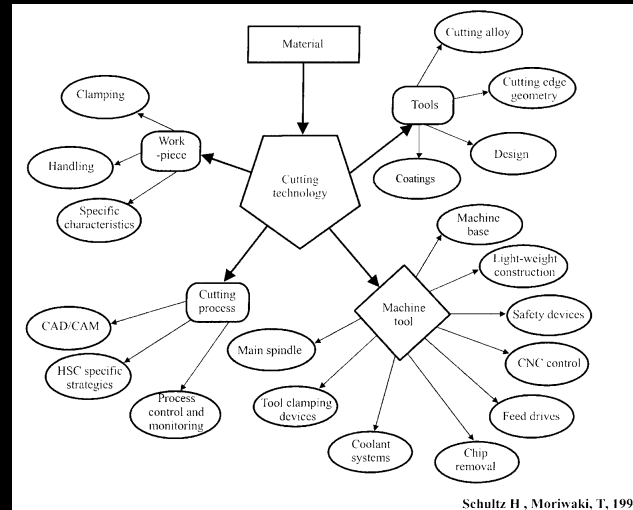 Material
Cutting alloy
Clamping
Tools
Cutting edge
geometry
Work
-piece
Handling
Design
Cutting
technology
Coatings
Specific
characteristics
Machine
base
Light-weight
construction
Cutting
process
Machine
tool
Safety devices
CAD/CAM
Main spindle
CNC control
HSC specific
strategies
Process
control and
monitoring
Tool clamping
devices
Feed drives
Coolant
systems
Chip
removal
Schultz H , Moriwaki, T, 199